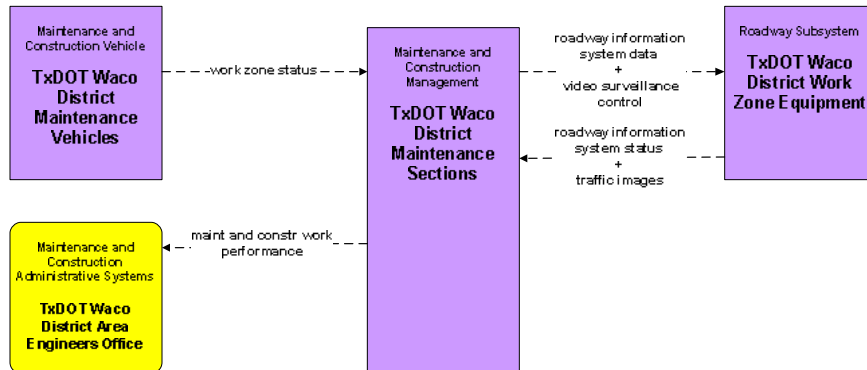 Maintenance and
Construction Vehicle
TxDOT Waco
District
Maintenance
Vehicles
work zone status
Maintenance and
Construction
Management
TxDOT Waco
District
Maintenance
Sections
roadway information
system data
+
video surveillance
control
roadway information
system status
+
traffic images
Roadway Subsystem
TxDOT Waco
District Work
Zone Equipment
maint and constr work
performance
Maintenance and
Construction
Administrative Systems
TxDOT Waco
District Area
Engineers Office